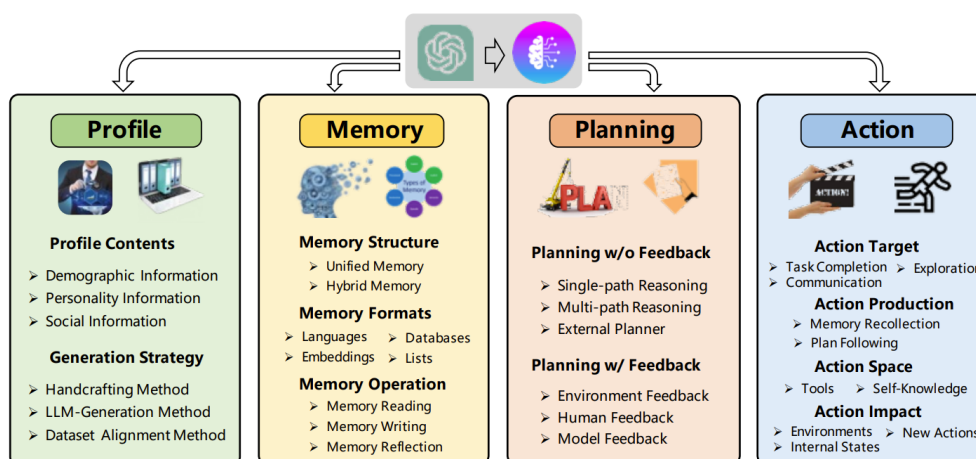 Profile
Profile Contents
Demographic Information
Personality Information
Social Information
Generation Strategy
Handcrafting Method
LLM-Generation Method
Dataset Alignment Method
Memory
Types of
Memory
Memory Structure
Unified Memory
Hybrid Memory
Memory Formats
Languages
Databases
Embeddings
Lists
Memory Operation
Memory Reading
Memory Writing
Memory Reflection
Planning
PLAN
Planning w/o Feedback
Single-path Reasoning
Multi-path Reasoning
External Planner
Planning w/ Feedback
Environment Feedback
Human Feedback
Model Feedback
Action
ACTION!
Action Target
Task Completion
Exploration
Communication
Action Production
Memory Recollection
Plan Following
Action Space
Tools
Self-Knowledge
Action Impact
Environments
New Actions
Internal States